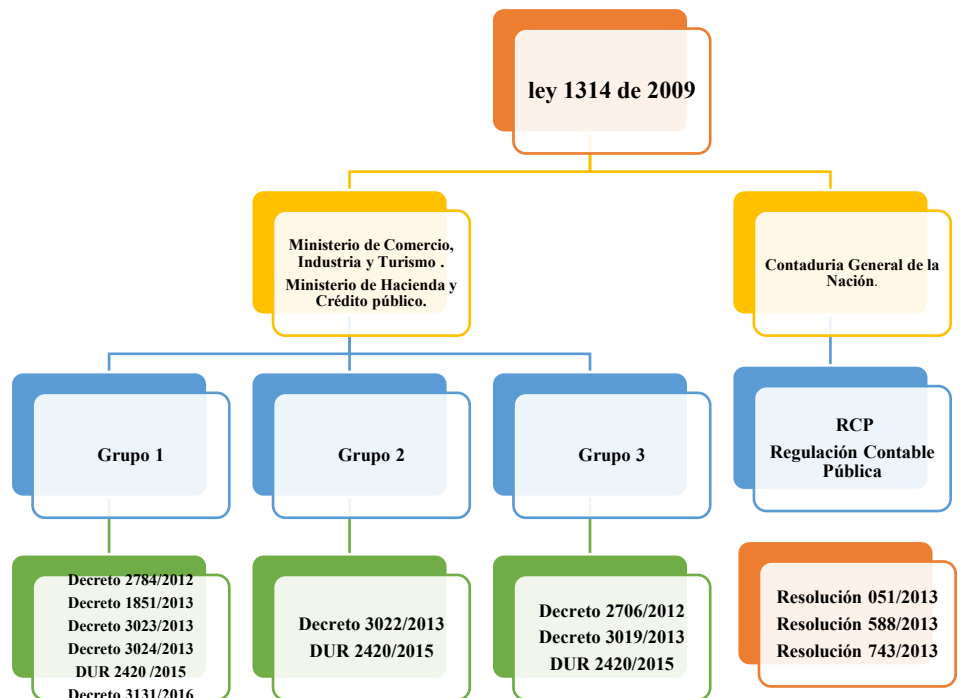 ley 1314 de 2009
Ministerio de Comercio,
Industria y Turismo .
Ministerio de Hacienda y
Crédito público.
Contaduria General de la
Nación.
Grupo 1
Grupo 2
Grupo 3
RCP
Regulación Contable
Pública
Decreto 2784/2012
Decreto 1851/2013
Decreto 3023/2013
Decreto 3024/2013
DUR 2420 /2015
Decreto 3131/2016
Decreto 3022/2013
DUR 2420/2015
Decreto 2706/2012
Decreto 3019/2013
DUR 2420/2015
Resolución 051/2013
Resolución 588/2013
Resolución 743/2013